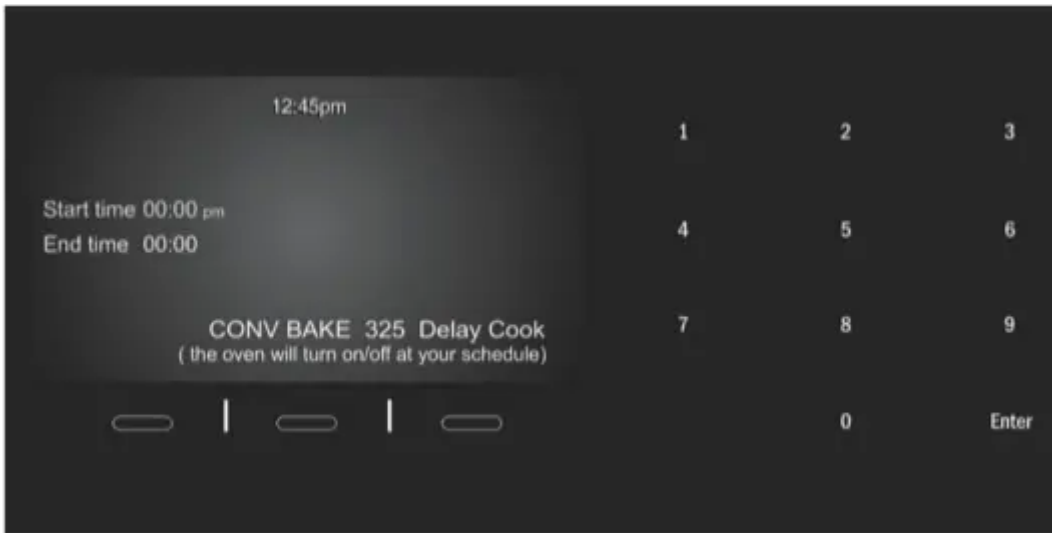 12:45pm
Start time 00:00 pm
End time 00:00
CONV BAKE 325 Delay Cook
( the oven will turn on/off at your schedule)
1 2 3
4 5 6
7 8 9
0 Enter